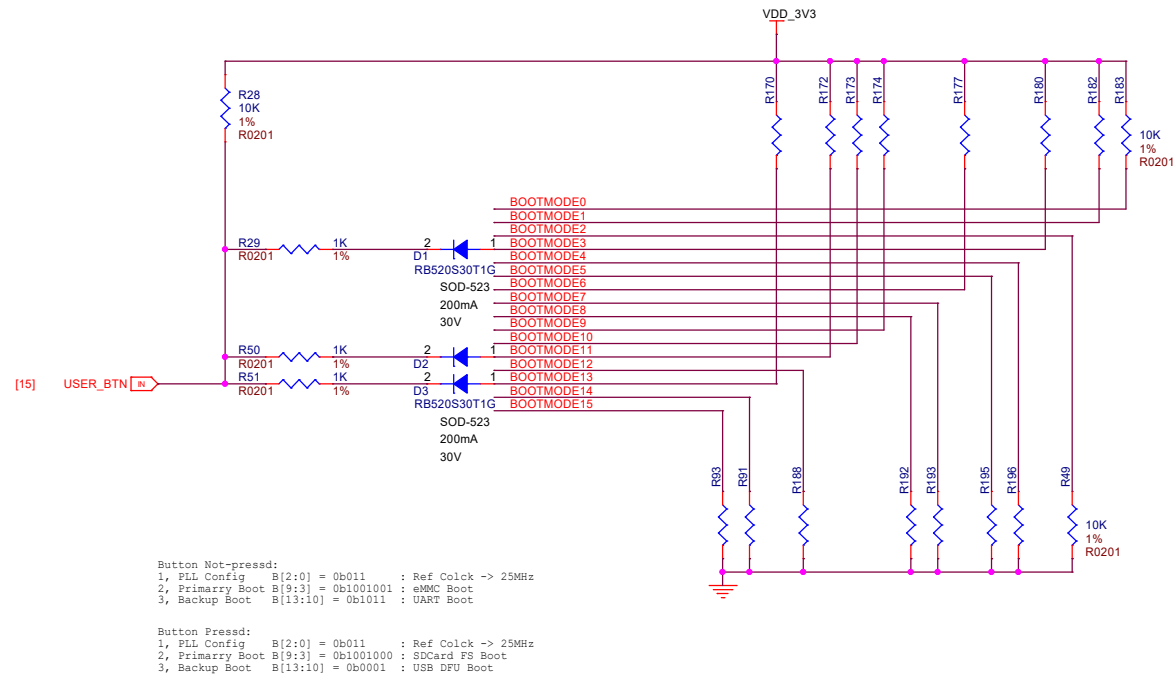 VDD_3V3
R170
R172
R173
R174
R177
R180
R182
R183
10K
1%
R0201
R28
10K
1%
R0201
BOOTMODE0
BOOTMODE1
BOOTMODE2
BOOTMODE3
BOOTMODE4
BOOTMODE5
BOOTMODE6
BOOTMODE7
BOOTMODE8
BOOTMODE9
BOOTMODE10
BOOTMODE11
BOOTMODE12
BOOTMODE13
BOOTMODE14
BOOTMODE15
R29 1K
R0201 1%
2 1
D1
RB520S30T1G
SOD-523
200mA
30V
R50 1K
R0201 1%
2 1
D2
R51 1K
R0201 1%
2 1
D3
RB520S30T1G
SOD-523
200mA
30V
[15] USER_BTN IN
R93
R91
R188
R192
R193
R195
R196
R49
10K
1%
R0201
Button Not-pressd:
1, PLL Config B[2:0] = 0b011 : Ref Colck -> 25MHz
2, Primarry Boot B[9:3] = 0b1001001 : eMMC Boot
3, Backup Boot B[13:10] = 0b1011 : UART Boot
Button Pressd:
1, PLL Config B[2:0] = 0b011 : Ref Colck -> 25MHz
2, Primarry Boot B[9:3] = 0b1001000 : SDCard FS Boot
3, Backup Boot B[13:10] = 0b0001 : USB DFU Boot